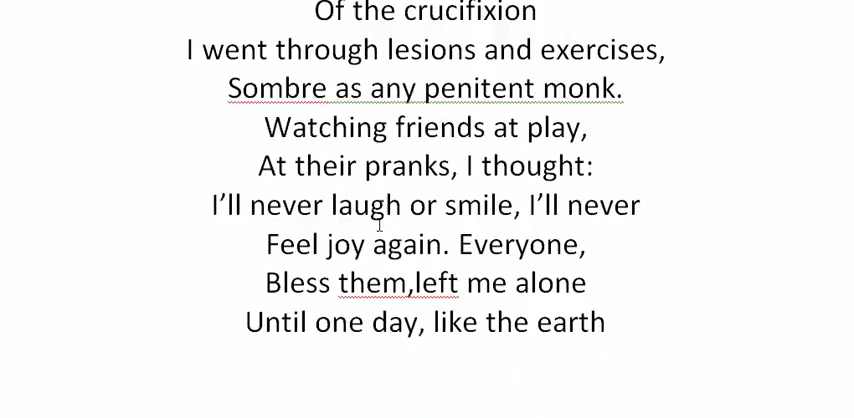 Of the crucifixion
I went through lesions and exercises,
Sombre as any penitent monk.
Watching friends at play,
At their pranks, I thought:
I’ll never laugh or smile, I’ll never
Feel joy again. Everyone,
Bless them,left me alone
Until one day, like the earth